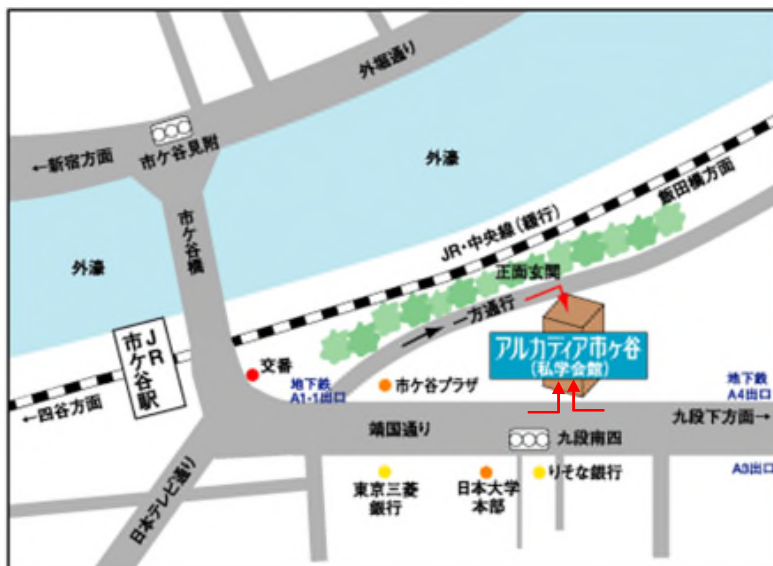 外堀通り
←新宿方面
市ケ谷見附
外濠
飯田橋方面
市ケ谷橋
JR・中央線(銀行)
外濠
正面玄関
一方通行
JR
市ケ谷駅
アルカディア市ヶ谷
(私学会館)
交番
地下鉄
A1-1出口
市ケ谷プラザ
地下鉄
A4出口
←四谷方面
靖国通り
九段南四
九段下方面→
日本テレビ通り
東京三菱
銀行
日本大学
本部
りそな銀行
A3出口